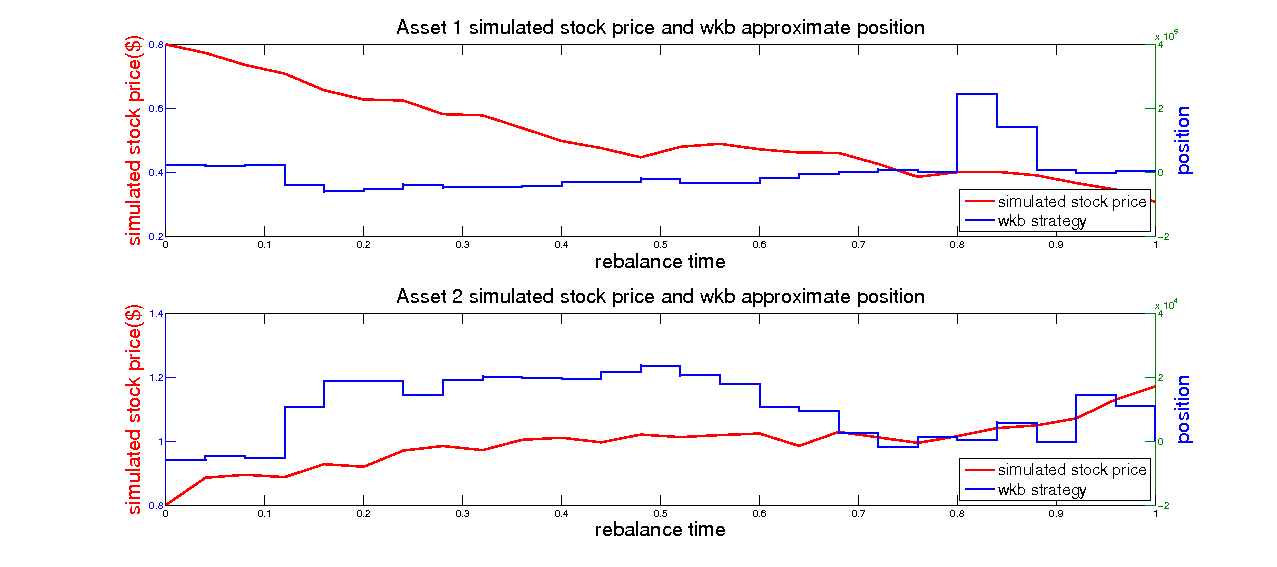 Asset 1 simulated stock price and wkb approximate position
x 10^5
simulated stock price($)
0.8
0.6
0.4
0.2
4
2
0
-2
position
simulated stock price
wkb strategy
0 0.1 0.2 0.3 0.4 0.5 0.6 0.7 0.8 0.9 1
rebalance time
Asset 2 simulated stock price and wkb approximate position
x 10^4
simulated stock price($)
1.4
1.2
1
0.8
4
2
0
-2
position
simulated stock price
wkb strategy
0 0.1 0.2 0.3 0.4 0.5 0.6 0.7 0.8 0.9 1
rebalance time